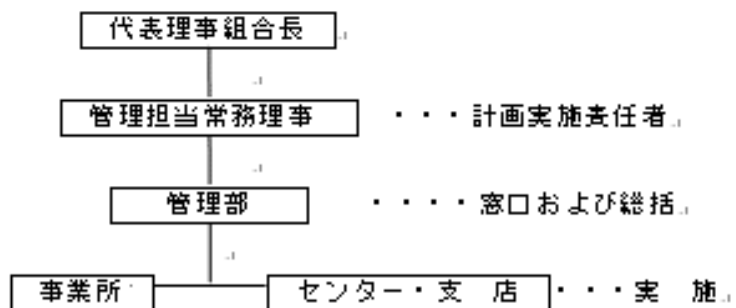 代表理事組合長
管理担当常務理事 ・・・計画実施責任者
管理部 ・・・・窓口および総括
事業所 センター・支 店 ・・・実 施